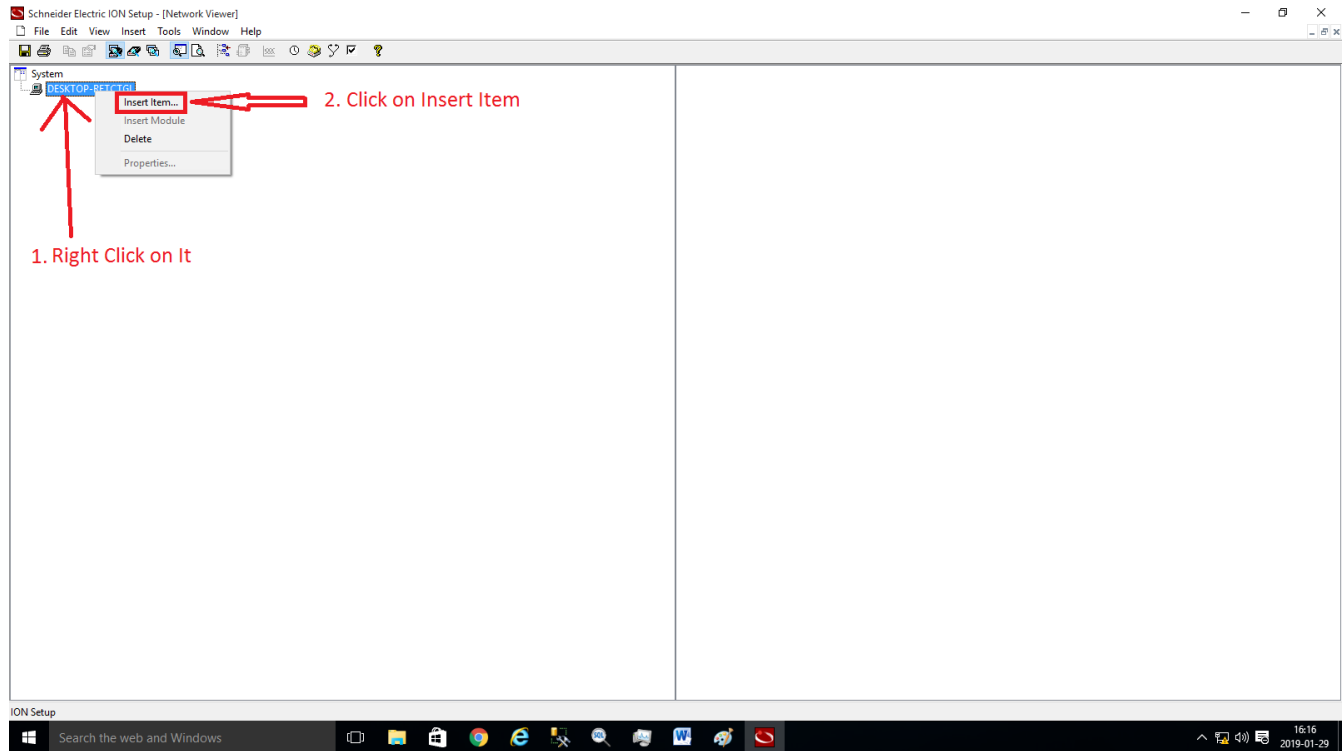 Schneider Electric ION Setup - [Network Viewer]
File Edit View Insert Tools Window Help
System
Insert Item...
2. Click on Insert Item
Insert Module
Delete
Properties...
1. Right Click on It
ION Setup
Search the web and Windows
16:16
2019-01-29